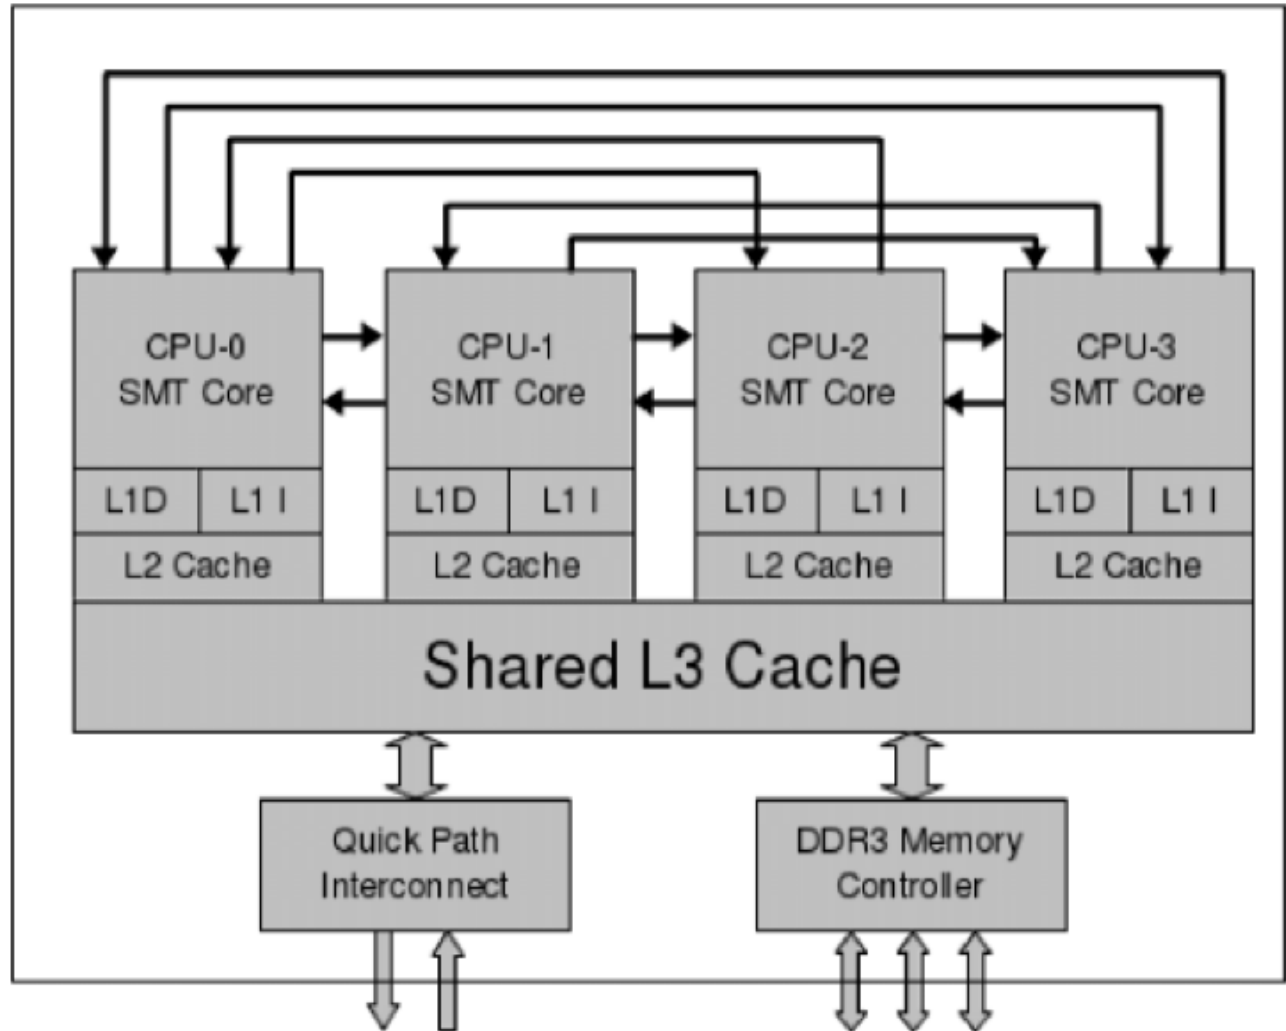 CPU-0
SMT Core
CPU-1
SMT Core
CPU-2
SMT Core
CPU-3
SMT Core
L1D
L1 I
L1D
L1 I
L1D
L1 I
L1D
L1 I
L2 Cache
L2 Cache
L2 Cache
L2 Cache
Shared L3 Cache
Quick Path
Interconnect
DDR3 Memory
Controller